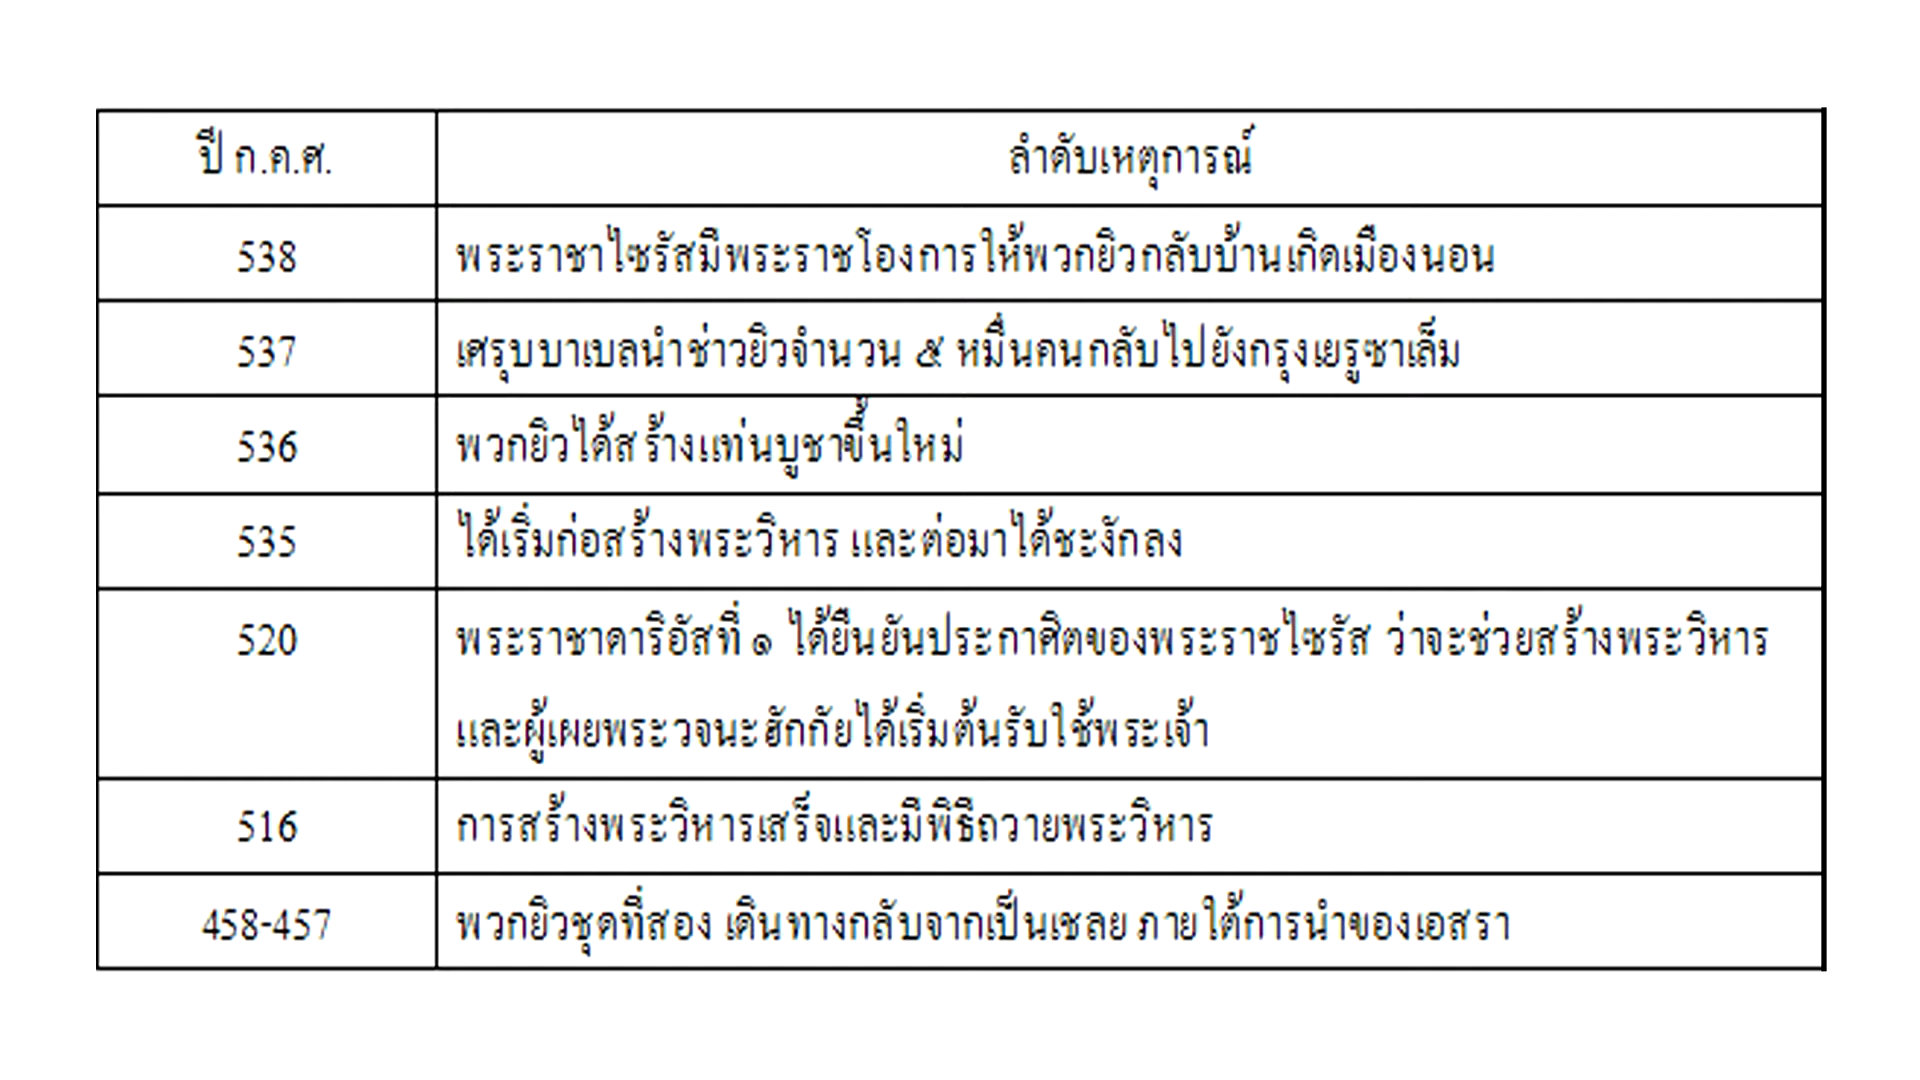 ปี ก.ค.ศ.
ลำดับเหตุการณ์
538
พระราชาไซรัสมีพระราชโองการให้พวกยิวกลับบ้านเกิดเมืองนอน
537
เศรุบบาเบลนำช่าวยิวจำนวน ๕ หมื่นคนกลับไปยังกรุงเยรูซาเล็ม
536
พวกยิวได้สร้างแท่นบูชาขึ้นใหม่
535
ได้เริ่มก่อสร้างพระวิหาร และต่อมาได้ชะงักลง
520
พระราชาดาริอัสที่ ๑ ได้ยืนยันประกาศิตของพระราชไซรัส ว่าจะช่วยสร้างพระวิหาร
และผู้เผยพระวจนะฮักกัยได้เริ่มต้นรับใช้พระเจ้า
516
การสร้างพระวิหารเสร็จและมีพิธีถวายพระวิหาร
458-457
พวกยิวชุดที่สอง เดินทางกลับจากเป็นเชลย ภายใต้การนำของเอสรา